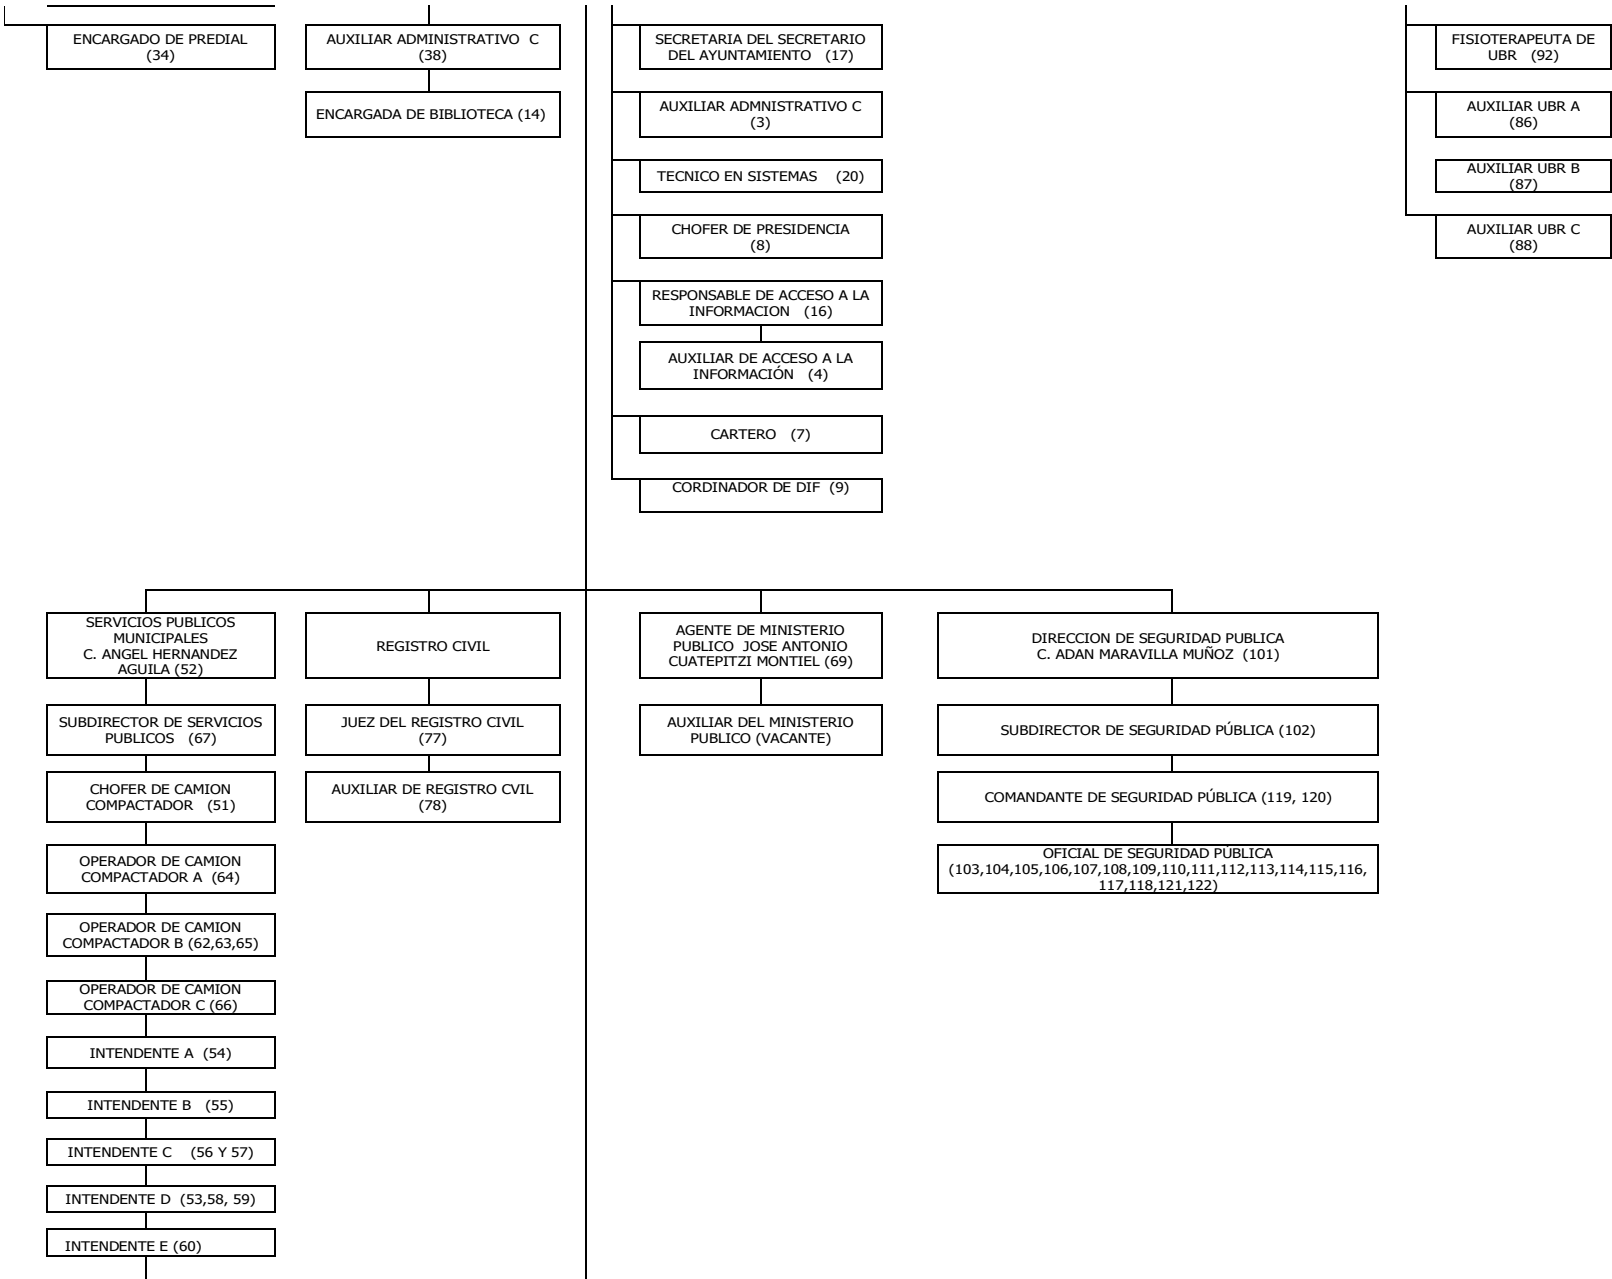 ENCARGADO DE PREDIAL
(34)
AUXILIAR ADMINISTRATIVO  C
(38)
ENCARGADA DE BIBLIOTECA (14)
SECRETARIA DEL SECRETARIO
DEL AYUNTAMIENTO   (17)
AUXILIAR ADMNISTRATIVO C
(3)
TECNICO EN SISTEMAS    (20)
CHOFER DE PRESIDENCIA
(8)
RESPONSABLE DE ACCESO A LA
INFORMACION   (16)
AUXILIAR DE ACCESO A LA
INFORMACIÓN   (4)
CARTERO   (7)
CORDINADOR DE DIF  (9)
FISIOTERAPEUTA DE
UBR   (92)
AUXILIAR UBR A
(86)
AUXILIAR UBR B
(87)
AUXILIAR UBR C
(88)
SERVICIOS PUBLICOS
MUNICIPALES
C. ANGEL HERNANDEZ
AGUILA (52)
SUBDIRECTOR DE SERVICIOS
PUBLICOS   (67)
CHOFER DE CAMION
COMPACTADOR   (51)
OPERADOR DE CAMION
COMPACTADOR A (64)
OPERADOR DE CAMION
COMPACTADOR B (62,63,65)
OPERADOR DE CAMION
COMPACTADOR C (66)
INTENDENTE A  (54)
INTENDENTE B   (55)
INTENDENTE C    (56 Y 57)
INTENDENTE D  (53,58, 59)
INTENDENTE E (60)
REGISTRO CIVIL
JUEZ DEL REGISTRO CIVIL
(77)
AUXILIAR DE REGISTRO CVIL
(78)
AGENTE DE MINISTERIO
PUBLICO  JOSE ANTONIO
CUATEPITZI MONTIEL (69)
AUXILIAR DEL MINISTERIO
PUBLICO (VACANTE)
DIRECCION DE SEGURIDAD PUBLICA
C. ADAN MARAVILLA MUÑOZ  (101)
SUBDIRECTOR DE SEGURIDAD PÚBLICA (102)
COMANDANTE DE SEGURIDAD PÚBLICA (119, 120)
OFICIAL DE SEGURIDAD PÚBLICA
(103,104,105,106,107,108,109,110,111,112,113,114,115,116,
117,118,121,122)